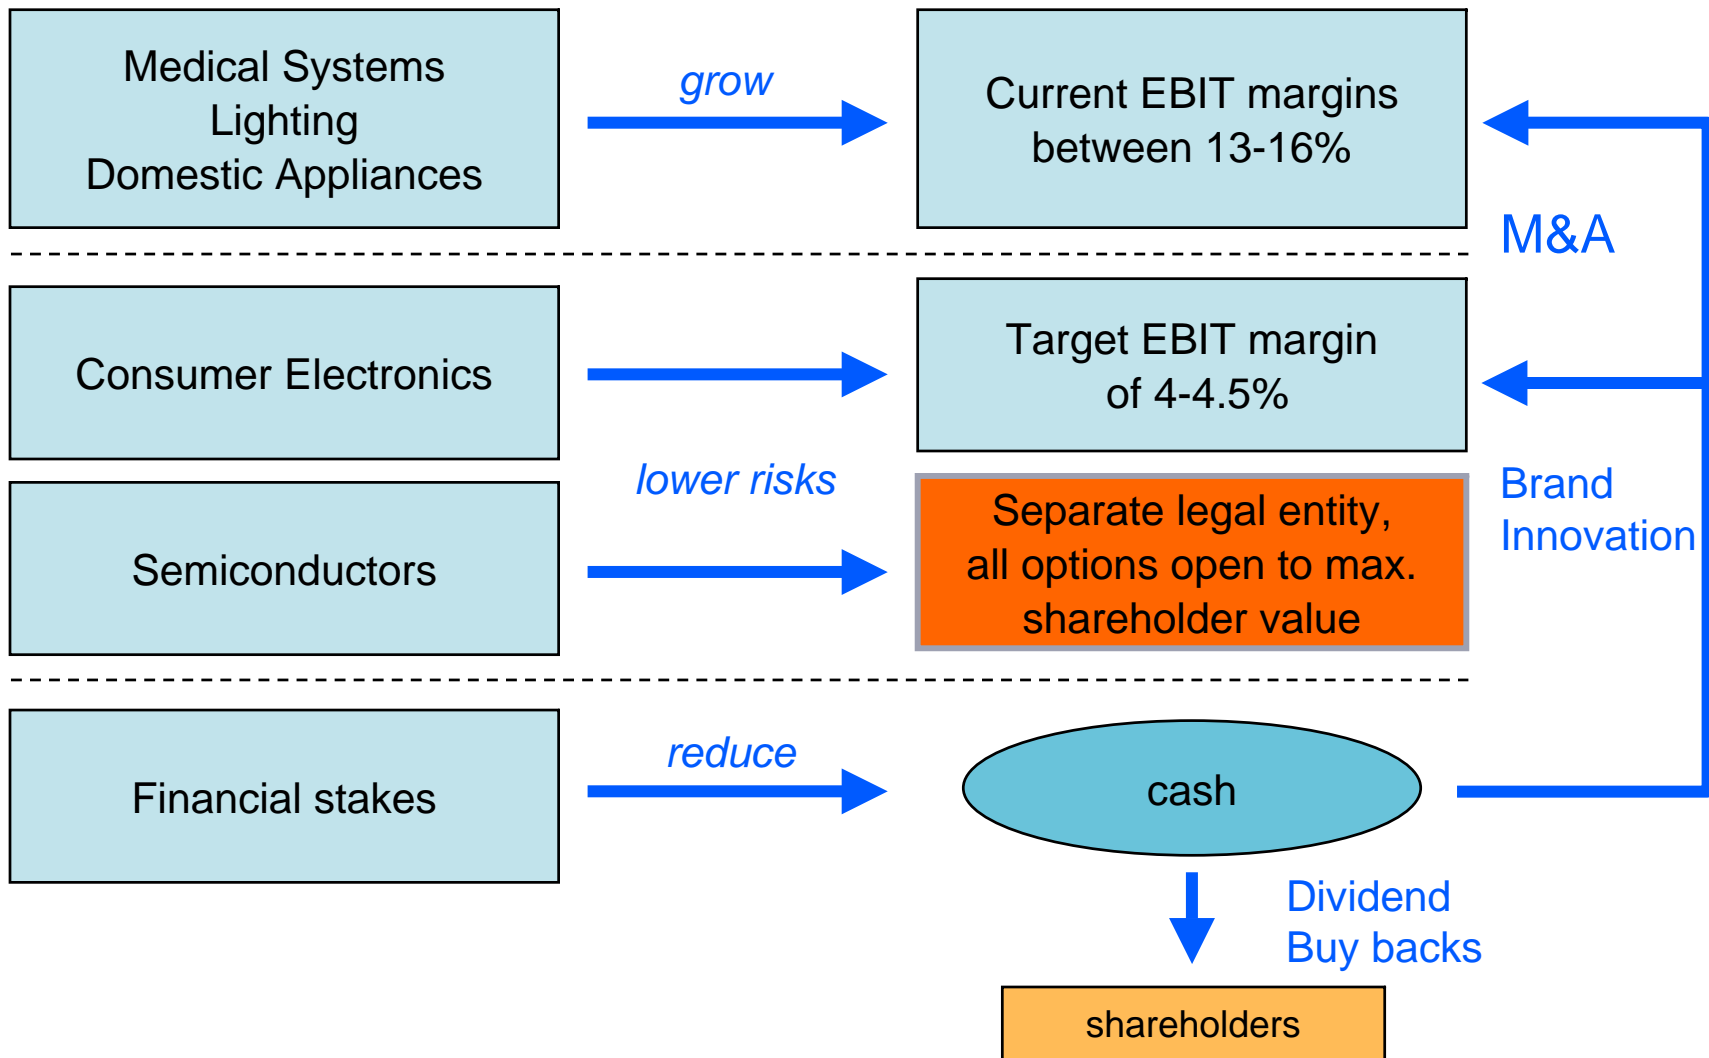 Medical Systems
Lighting
Domestic Appliances
grow
Current EBIT margins
between 13-16%
M&A
Consumer Electronics
Target EBIT margin
of 4-4.5%
lower risks
Brand
Innovation
Semiconductors
Separate legal entity,
all options open to max.
shareholder value
Financial stakes
reduce
cash
Dividend
Buy backs
shareholders